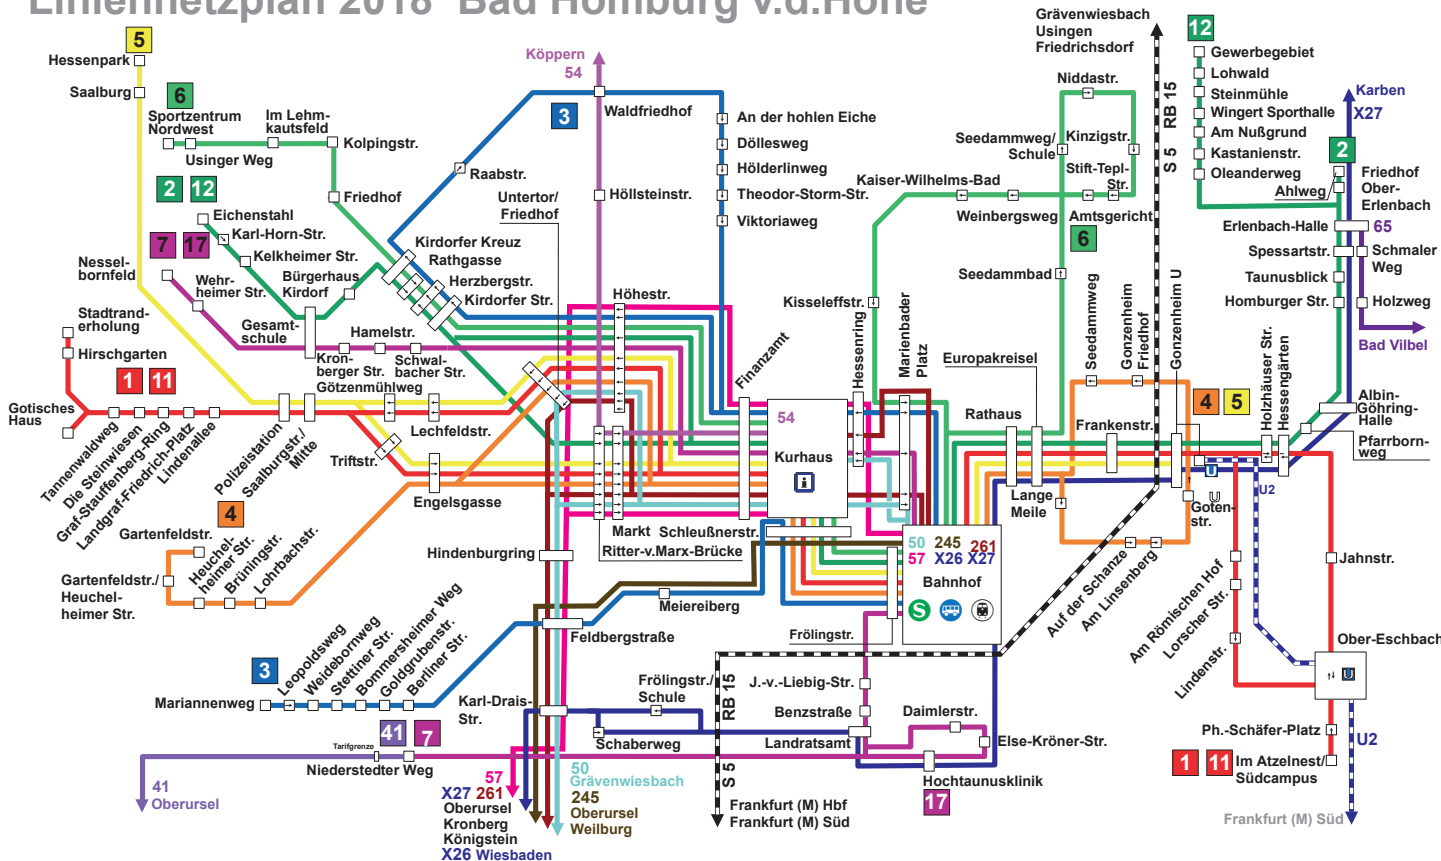 Liniennetzplan 2018 Bad Homburg v.d.Höhe
5
Hessenpark
Saalburg
6
Sportzentrum
Nordwest
Usinger Weg
Im Lehm-
kautsfeld
Kolpingstr.
Friedhof
2 12
Eichenstahl
Karl-Horn-Str.
Kelkheimer Str.
Bürgerhaus
Kirdorf
7 17
Nessel-
bornfeld
Wehr-
heimer Str.
Gesamt-
schule
Stadtrand-
erholung
Hirschgarten
1 11
Gotisches
Haus
Tannenwaldweg
Die Steinwiesen
Graf-Stauffenberg-Ring
Landgraf-Friedrich-Platz
Lindenallee
Polizeistation
Saalburgstr./
Mitte
Hamelstr.
Kron-
berger Str.
Schwal-
bacher Str.
Götzenmühlweg
Lechfeldstr.
Triftstr.
Engelsgasse
4
Gartenfeldstr.
Gartenfeldstr./
Heuchel-
heimer Str.
Heuchel-
heimer Str.
Brüningstr.
Lohrbachstr.
Köppern
54
3
Waldfriedhof
Raabstr.
Höllsteinstr.
Untertor/
Friedhof
Kirdorfer Kreuz
Rathgasse
Herzbergstr.
Kirdorfer Str.
Höhestr.
An der hohlen Eiche
Döllesweg
Hölderlinweg
Theodor-Storm-Str.
Viktoriaweg
Finanzamt
54
Kurhaus
i
Hessenring
Marienbader
Platz
Markt
Schleußnerstr.
Ritter-v.Marx-Brücke
Hindenburgring
Meiereiberg
Feldbergstraße
3
Mariannenweg
Leopoldsweg
Weidebornweg
Stettiner Str.
Bommersheimer Weg
Goldgrubenstr.
Berliner Str.
Karl-Drais-
Str.
Frölingstr./
Schule
Schaberweg
41 7
Tarifgrenze
Niederstedter Weg
41
Oberursel
57
X27 261
Oberursel
Kronberg
Königstein
X26 Wiesbaden
50
Grävenwiesbach
245
Oberursel
Weilburg
50 245 261
57 X26 X27
Bahnhof
S
Frölingstr.
J.-v.-Liebig-Str.
Benzstraße
Landratsamt
Daimlerstr.
Else-Kröner-Str.
Hochtaunusklinik
17
RB 15
S 5
Frankfurt (M) Hbf
Frankfurt (M) Süd
Grävenwiesbach
Usingen
Friedrichsdorf
S 5 RB 15
Niddastr.
Seedammweg/
Schule
Kinzigstr.
Stift-Tepl-
Str.
Kaiser-Wilhelms-Bad
Weinbergsweg
Amtsgericht
6
Seedammbad
Kisseleffstr.
Europakreisel
Rathaus
Lange
Meile
Seedammweg
Gonzenheim
Friedhof
Gonzenheim U
Frankenstr.
4 5
U
U
U2
Goten-
str.
Auf der Schanze
Am Linsenberg
Holzhäuser Str.
Hessengärten
12
Gewerbegebiet
Lohwald
Steinmühle
Wingert Sporthalle
Am Nußgrund
Kastanienstr.
Oleanderweg
Karben
X27
2
Ahlweg
Friedhof
Ober-
Erlenbach
Erlenbach-Halle
65
Spessartstr.
Schmaler
Weg
Taunusblick
Homburger Str.
Holzweg
Bad Vilbel
Albin-
Göhring-
Halle
Pfarrborn-
weg
Am Römischen Hof
Lorscher Str.
Lindenstr.
Jahnstr.
Ober-Eschbach
U
Ph.-Schäfer-Platz
U2
1 11
Im Atzelnest/
Südcampus
Frankfurt (M) Süd